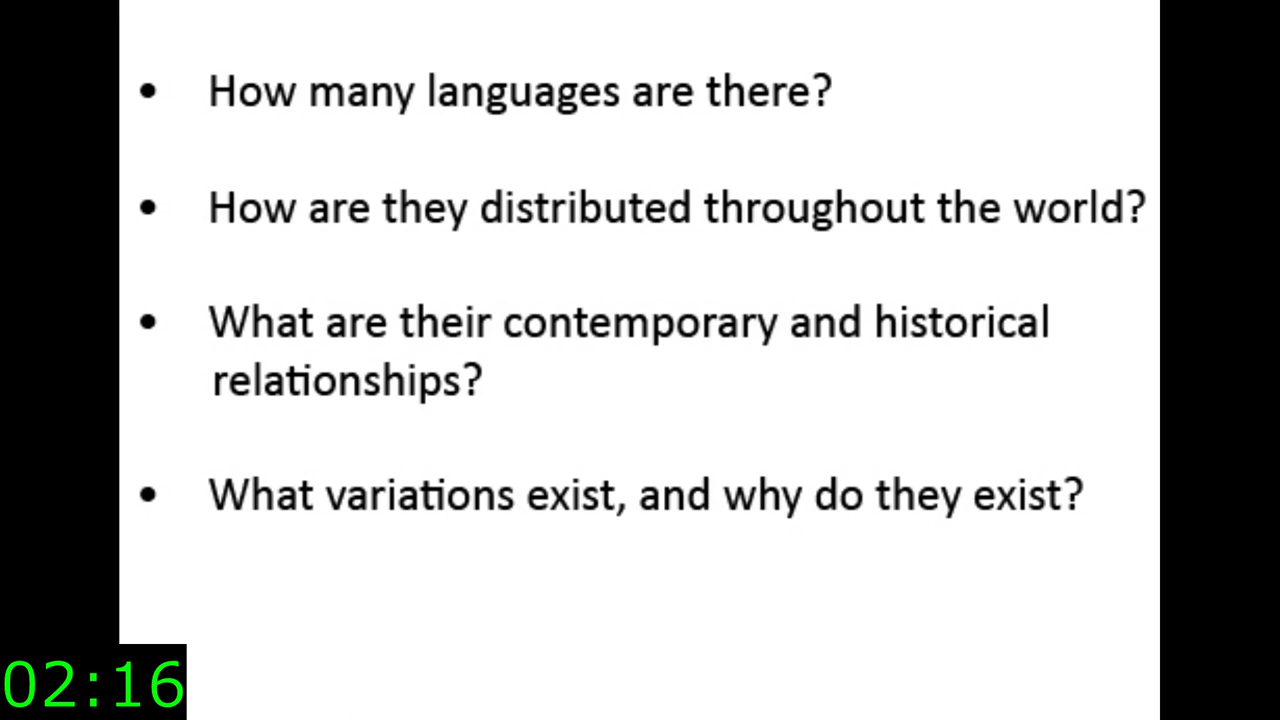 • How many languages are there?
• How are they distributed throughout the world?
• What are their contemporary and historical
relationships?
• What variations exist, and why do they exist?
02:16